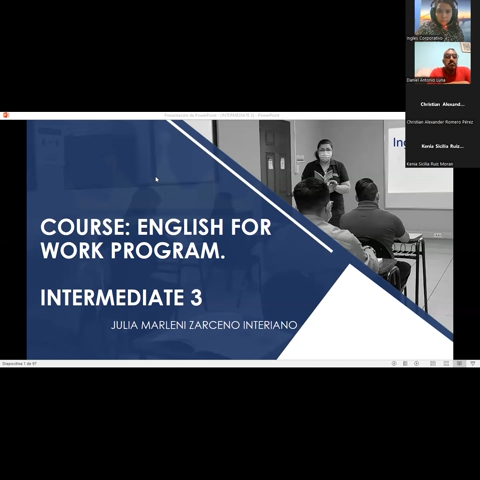 Ingles Corporativo
Daniel Antonio Luna
Christian Alexand...
Christian Alexander Romero Pérez
Kenia Sicilia Ruiz...
Kenia Sicilia Ruiz Moran
COURSE: ENGLISH FOR
WORK PROGRAM.
INTERMEDIATE 3
JULIA MARLENI ZARCENO INTERIANO